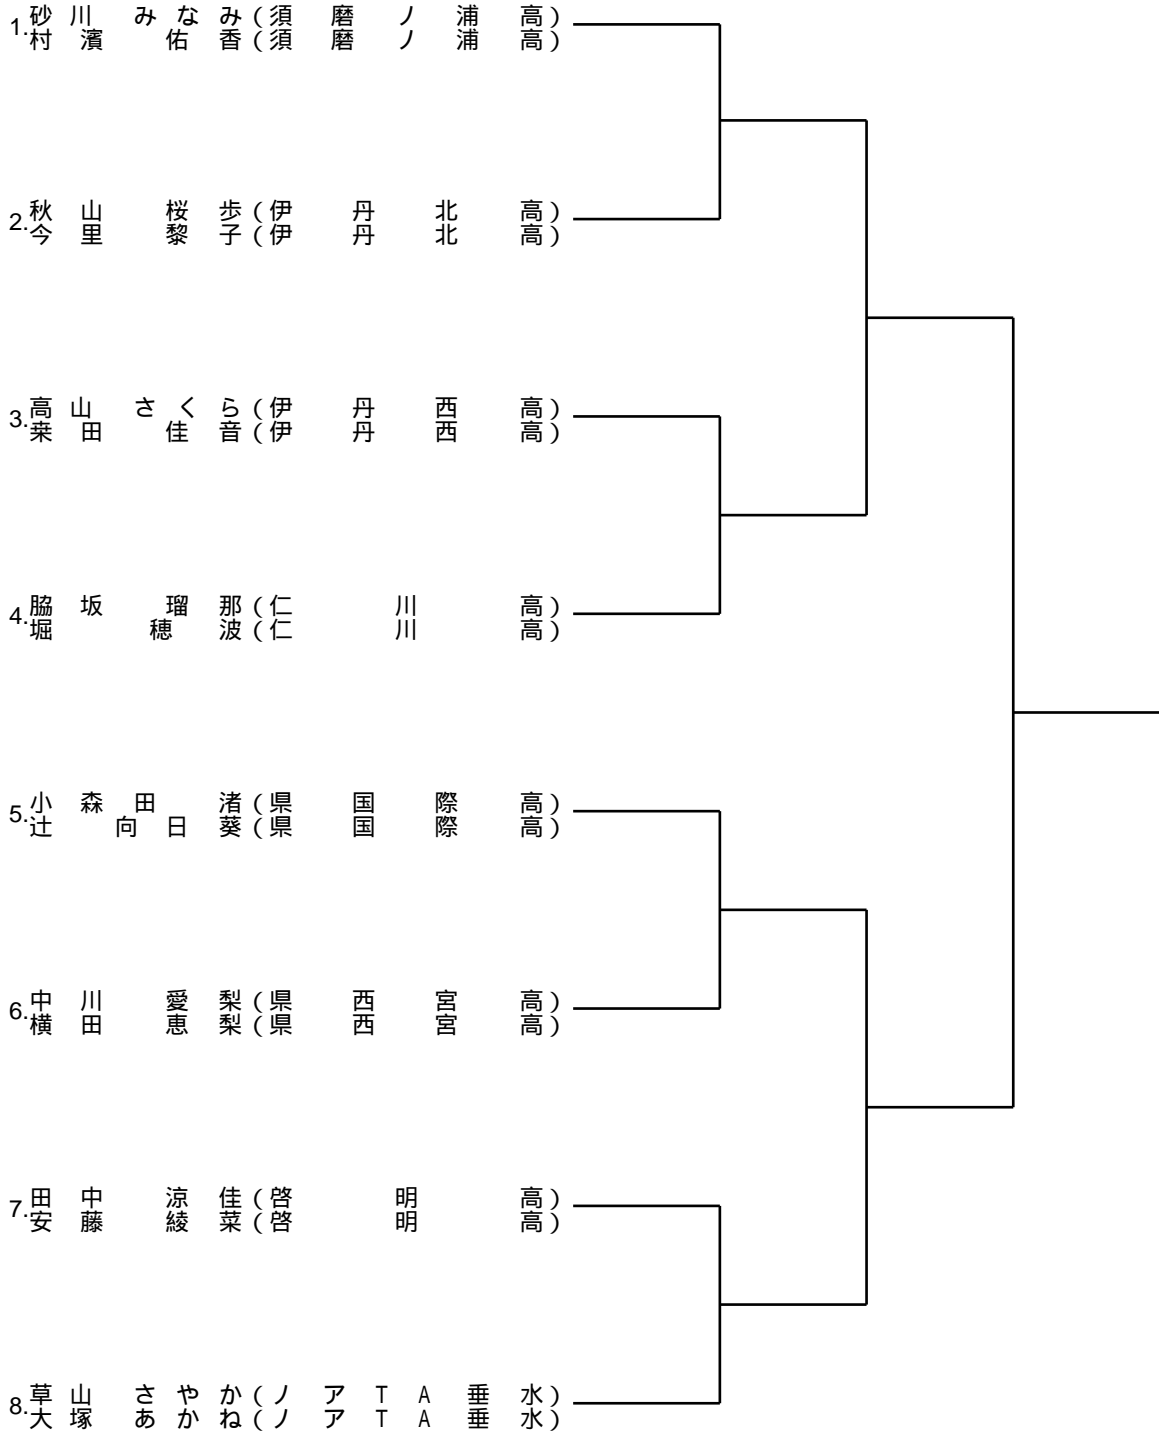 1.砂川 みなみ(須磨ノ浦高)
村濱 佑香(須磨ノ浦高)
2.秋山 桜歩(伊丹北高)
今里 黎子(伊丹北高)
3.高山 さくら(伊丹西高)
来田 佳音(伊丹西高)
4.脇坂 瑠那(仁川高)
堀 穂波(仁川高)
5.小森田 渚(県国際高)
辻 向日葵(県国際高)
6.中川 愛梨(県西宮高)
横田 恵梨(県西宮高)
7.田中 涼佳(啓明高)
安藤 綾菜(啓明高)
8.草山 さやか(ノアTA垂水)
大塚 あかね(ノアTA垂水)